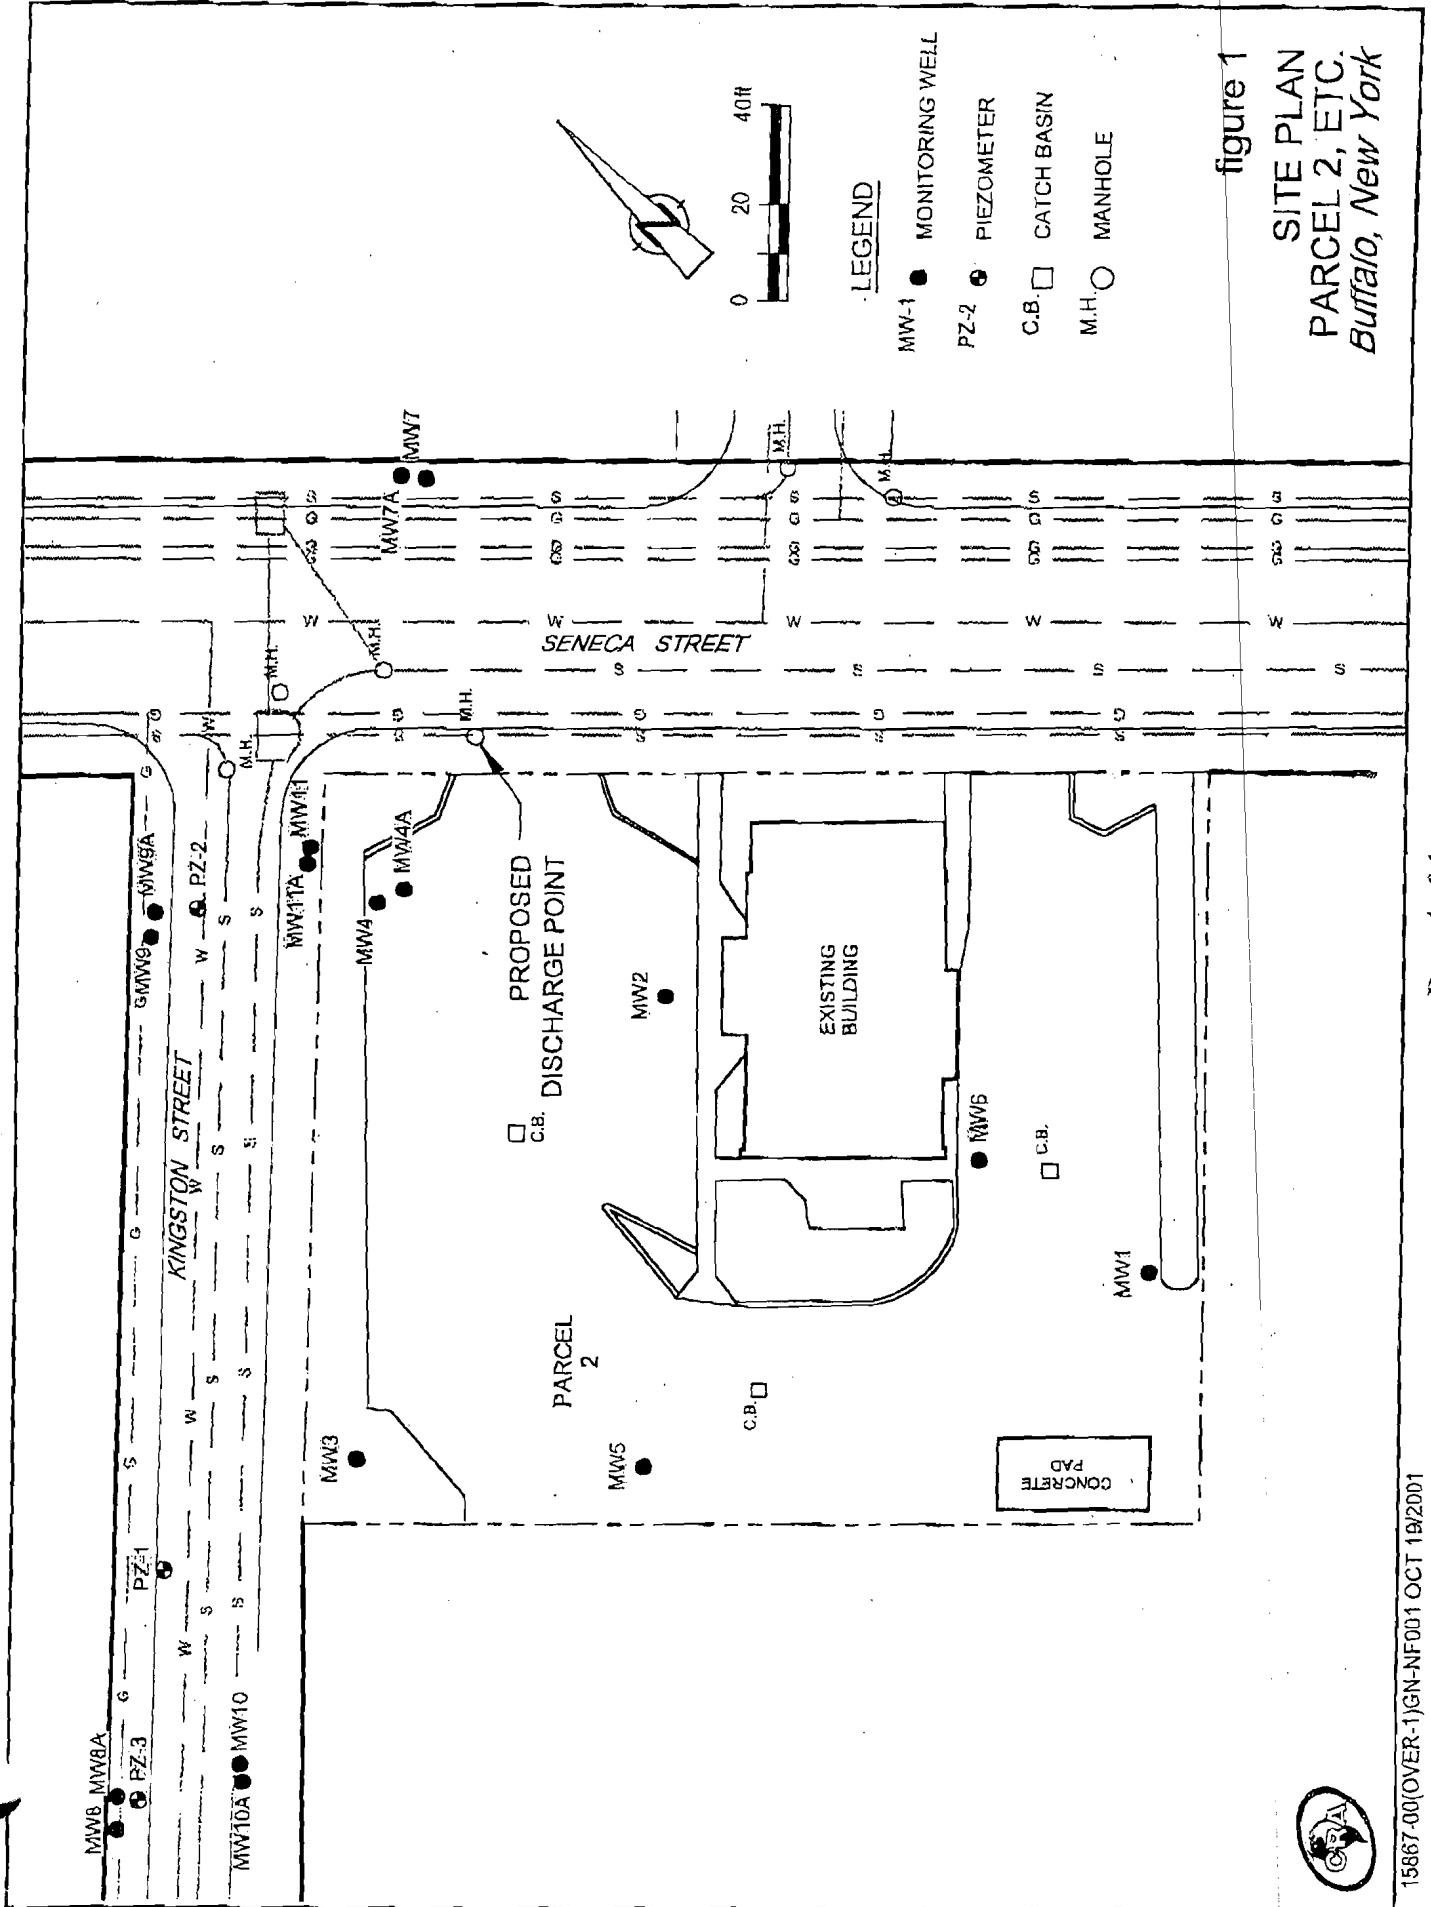 MW8
MW8A
PZ-3
PZ-1
MW10A
MW10
KINGSTON STREET
MW9
MW9A
PZ-2
MW11A
MW11
M.H.
M.H.
M.H.
M.H.
SENECA STREET
MW7A
MW7
M.H.
M.H.
MW3
MW4
MW4A
PROPOSED
DISCHARGE POINT
C.B.
MW2
PARCEL
2
MW5
C.B.
EXISTING
BUILDING
MW6
C.B.
MW1
CONCRETE
PAD
0
20
40ft
LEGEND
MW-1 MONITORING WELL
PZ-2 PIEZOMETER
C.B. CATCH BASIN
M.H. MANHOLE
figure 1
SITE PLAN
PARCEL 2, ETC.
Buffalo, New York
CRA
15867-00(OVER-1)GN-NF001 OCT 19/2001